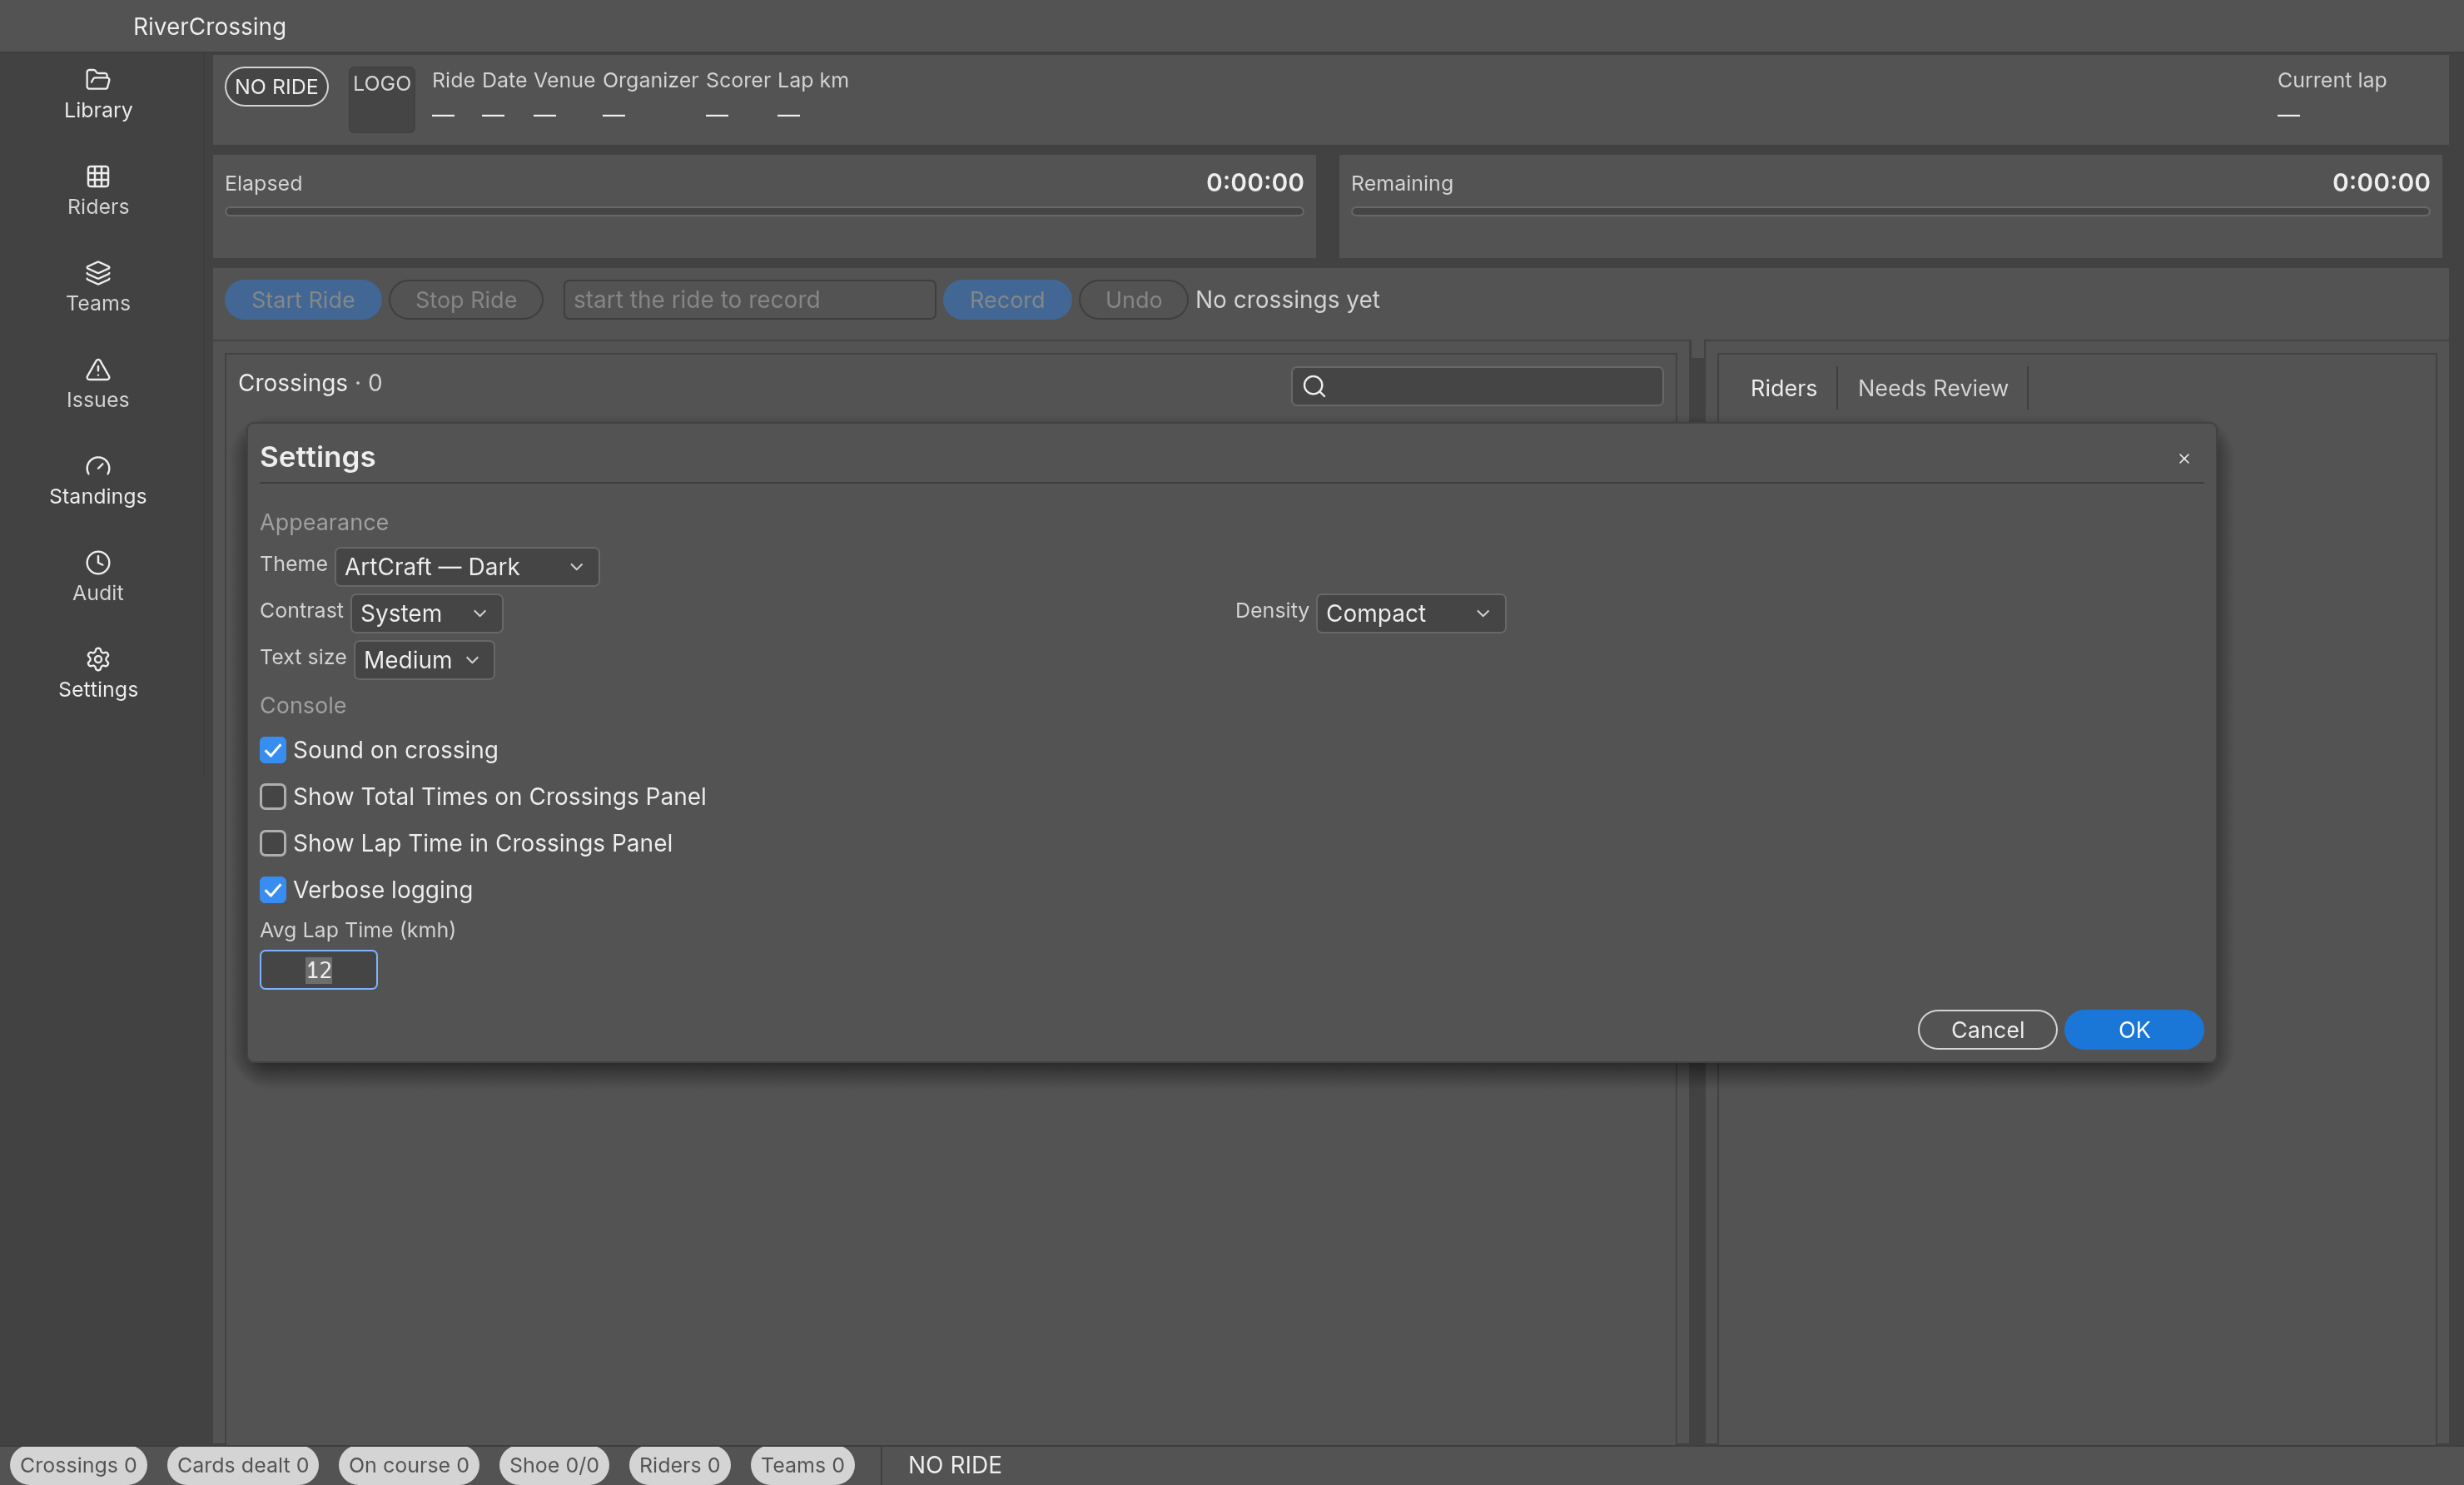 RiverCrossing
Library
Riders
Teams
Issues
Standings
Audit
Settings
NO RIDE
LOGO
Ride Date Venue Organizer Scorer Lap km
— — — — — —
Current lap
—
Elapsed 0:00:00
Remaining 0:00:00
Start Ride Stop Ride start the ride to record Record Undo No crossings yet
Crossings · 0
Riders Needs Review
Settings
Appearance
Theme ArtCraft — Dark
Contrast System Density Compact
Text size Medium
Console
Sound on crossing
Show Total Times on Crossings Panel
Show Lap Time in Crossings Panel
Verbose logging
Avg Lap Time (kmh)
12
Cancel OK
Crossings 0 Cards dealt 0 On course 0 Shoe 0/0 Riders 0 Teams 0 NO RIDE